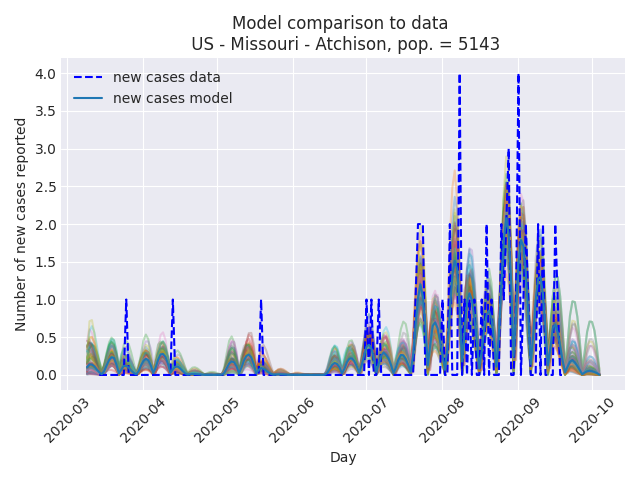 Model comparison to data
US - Missouri - Atchison, pop. = 5143
new cases data
new cases model
Number of new cases reported
4.0
3.5
3.0
2.5
2.0
1.5
1.0
0.5
0.0
2020-03
2020-04
2020-05
2020-06
2020-07
2020-08
2020-09
2020-10
Day